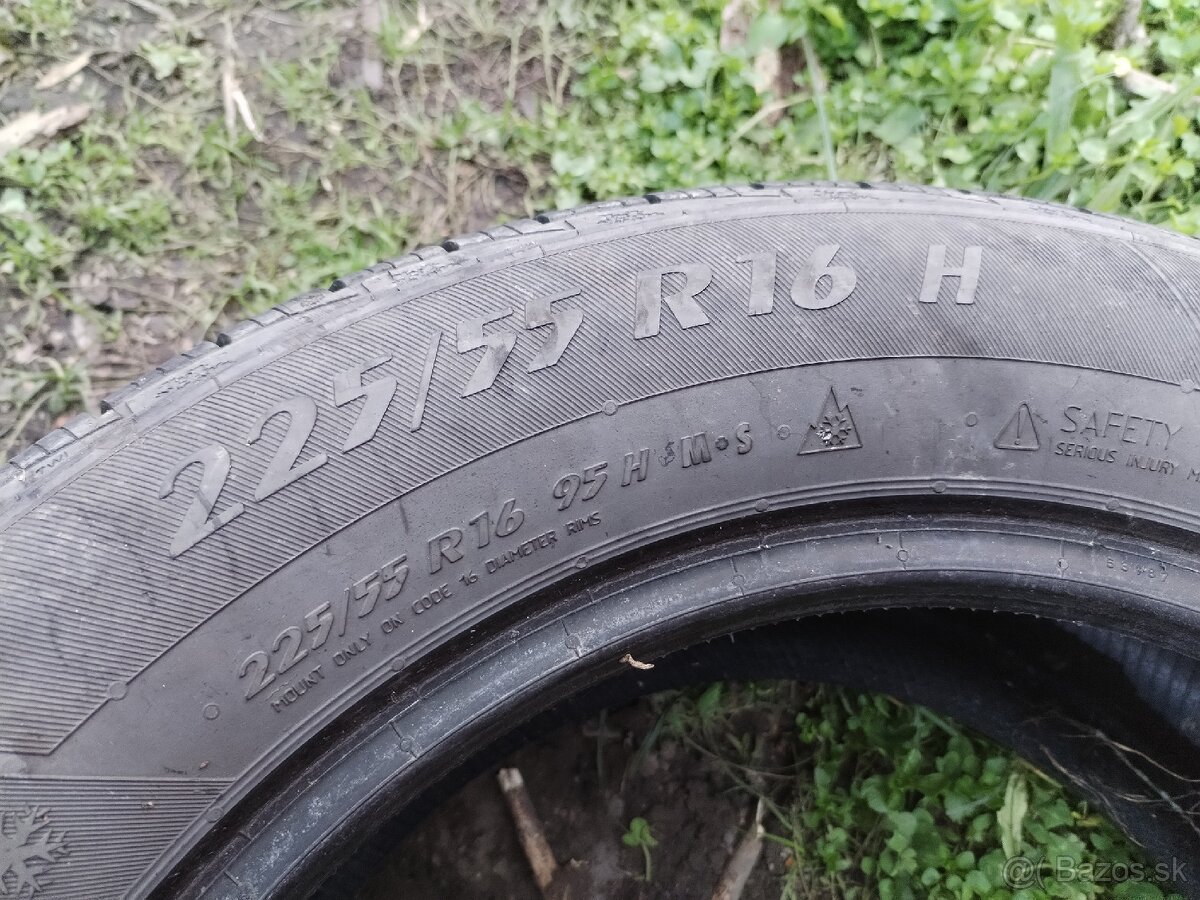 225/55 R16 H
225/55 R16 95 H M•S
MOUNT ONLY ON CODE 16 DIAMETER RIMS
SAFETY
SERIOUS INJURY M
TWI
@( Bazos.sk